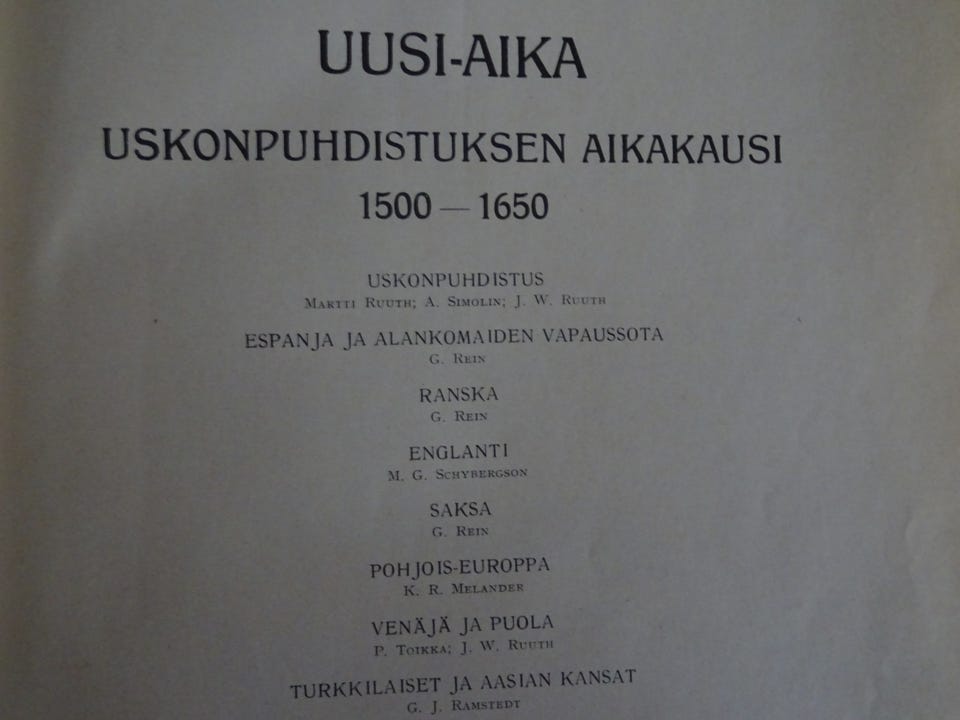 UUSI-AIKA
USKONPUHDISTUKSEN AIKAKAUSI
1500 — 1650
USKONPUHDISTUS
Martti Ruuth; A. Simolin; J. W. Ruuth
ESPANJA JA ALANKOMAIDEN VAPAUSSOTA
G. Rein
RANSKA
G. Rein
ENGLANTI
M. G. Schybergson
SAKSA
G. Rein
POHJOIS-EUROPPA
K. R. Melander
VENÄJÄ JA PUOLA
P. Toikka; J. W. Ruuth
TURKKILAISET JA AASIAN KANSAT
G. J. Ramstedt